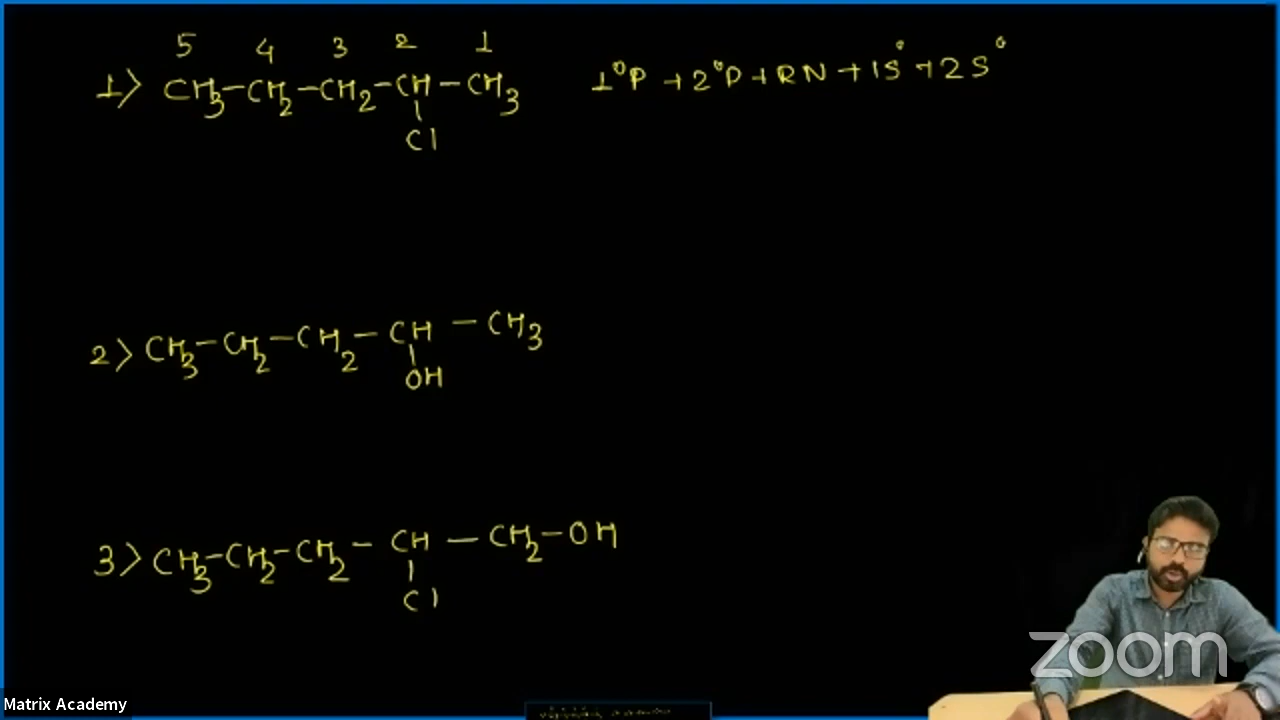 5 4 3 2 1
1) CH3-CH2-CH2-CH-CH3 1°P+2°P+RN+1S°+2S°
Cl
2) CH3-CH2-CH2-CH-CH3
OH
3) CH3-CH2-CH2-CH-CH2-OH
Cl
zoom
Matrix Academy